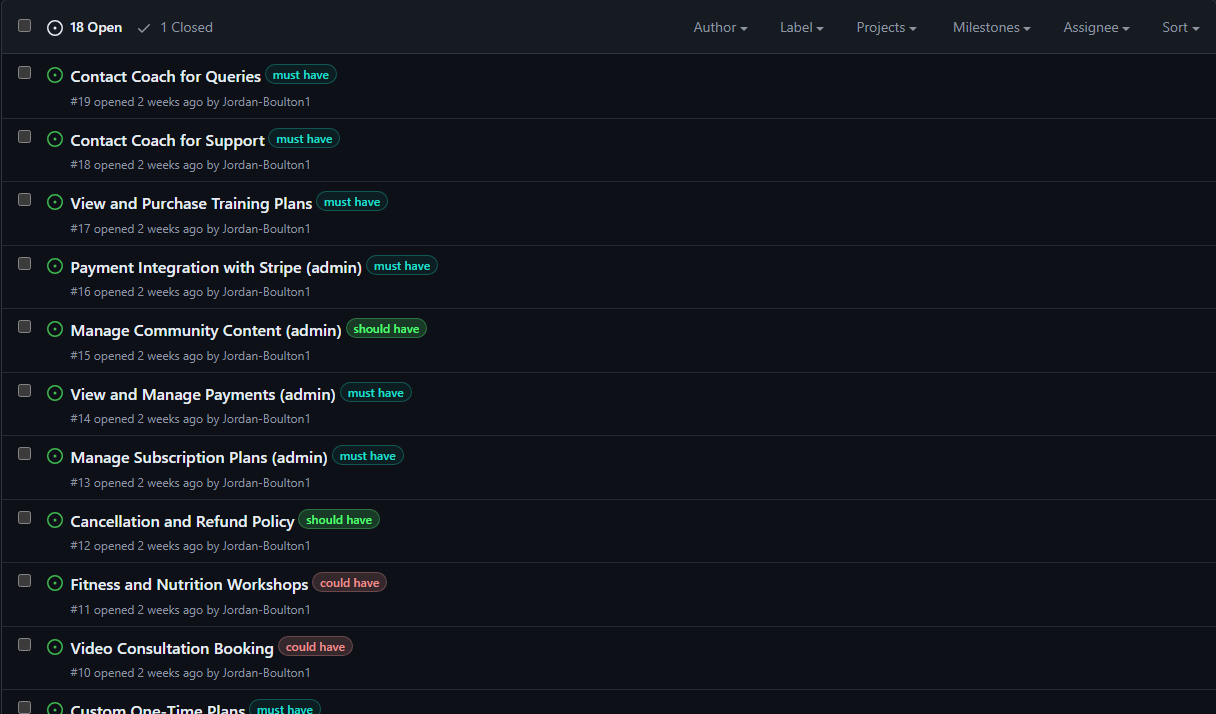 18 Open 1 Closed Author Label Projects Milestones Assignee Sort
Contact Coach for Queries must have
#19 opened 2 weeks ago by Jordan-Boulton1
Contact Coach for Support must have
#18 opened 2 weeks ago by Jordan-Boulton1
View and Purchase Training Plans must have
#17 opened 2 weeks ago by Jordan-Boulton1
Payment Integration with Stripe (admin) must have
#16 opened 2 weeks ago by Jordan-Boulton1
Manage Community Content (admin) should have
#15 opened 2 weeks ago by Jordan-Boulton1
View and Manage Payments (admin) must have
#14 opened 2 weeks ago by Jordan-Boulton1
Manage Subscription Plans (admin) must have
#13 opened 2 weeks ago by Jordan-Boulton1
Cancellation and Refund Policy should have
#12 opened 2 weeks ago by Jordan-Boulton1
Fitness and Nutrition Workshops could have
#11 opened 2 weeks ago by Jordan-Boulton1
Video Consultation Booking could have
#10 opened 2 weeks ago by Jordan-Boulton1
Custom One-Time Plans must have